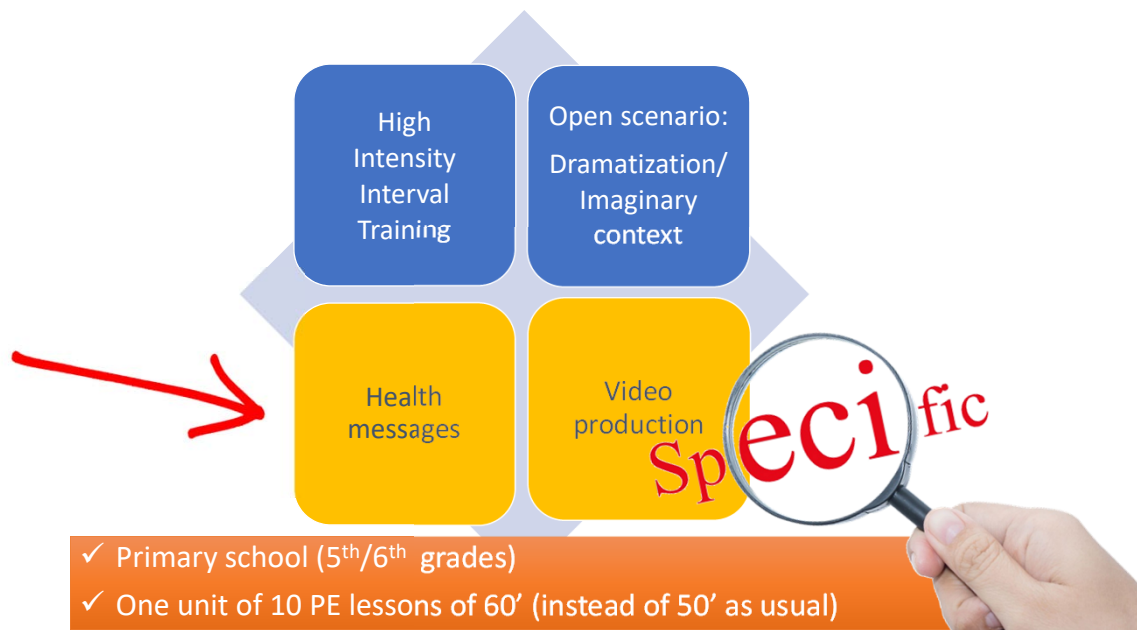 High
Intensity
Interval
Training
Open scenario:
Dramatization/
Imaginary
context
Health
messages
Video
production
Specific
✓ Primary school (5th/6th grades)
✓ One unit of 10 PE lessons of 60’ (instead of 50’ as usual)